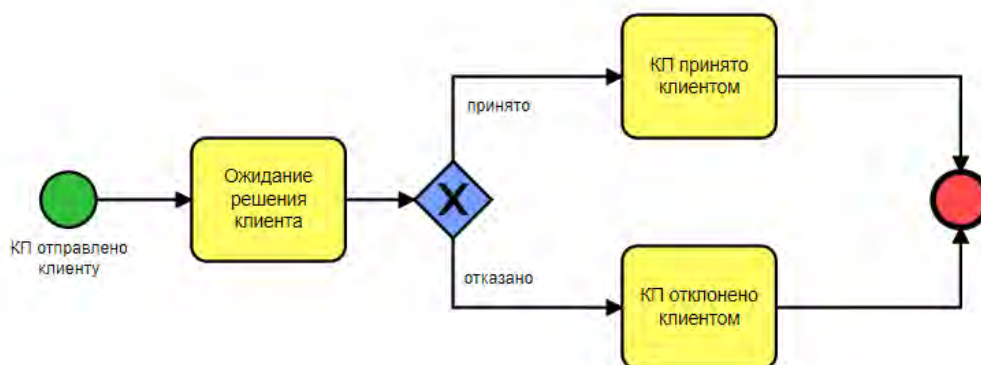 КП отправлено
клиенту
Ожидание
решения
клиента
X
принято
отказано
КП принято
клиентом
КП отклонено
клиентом